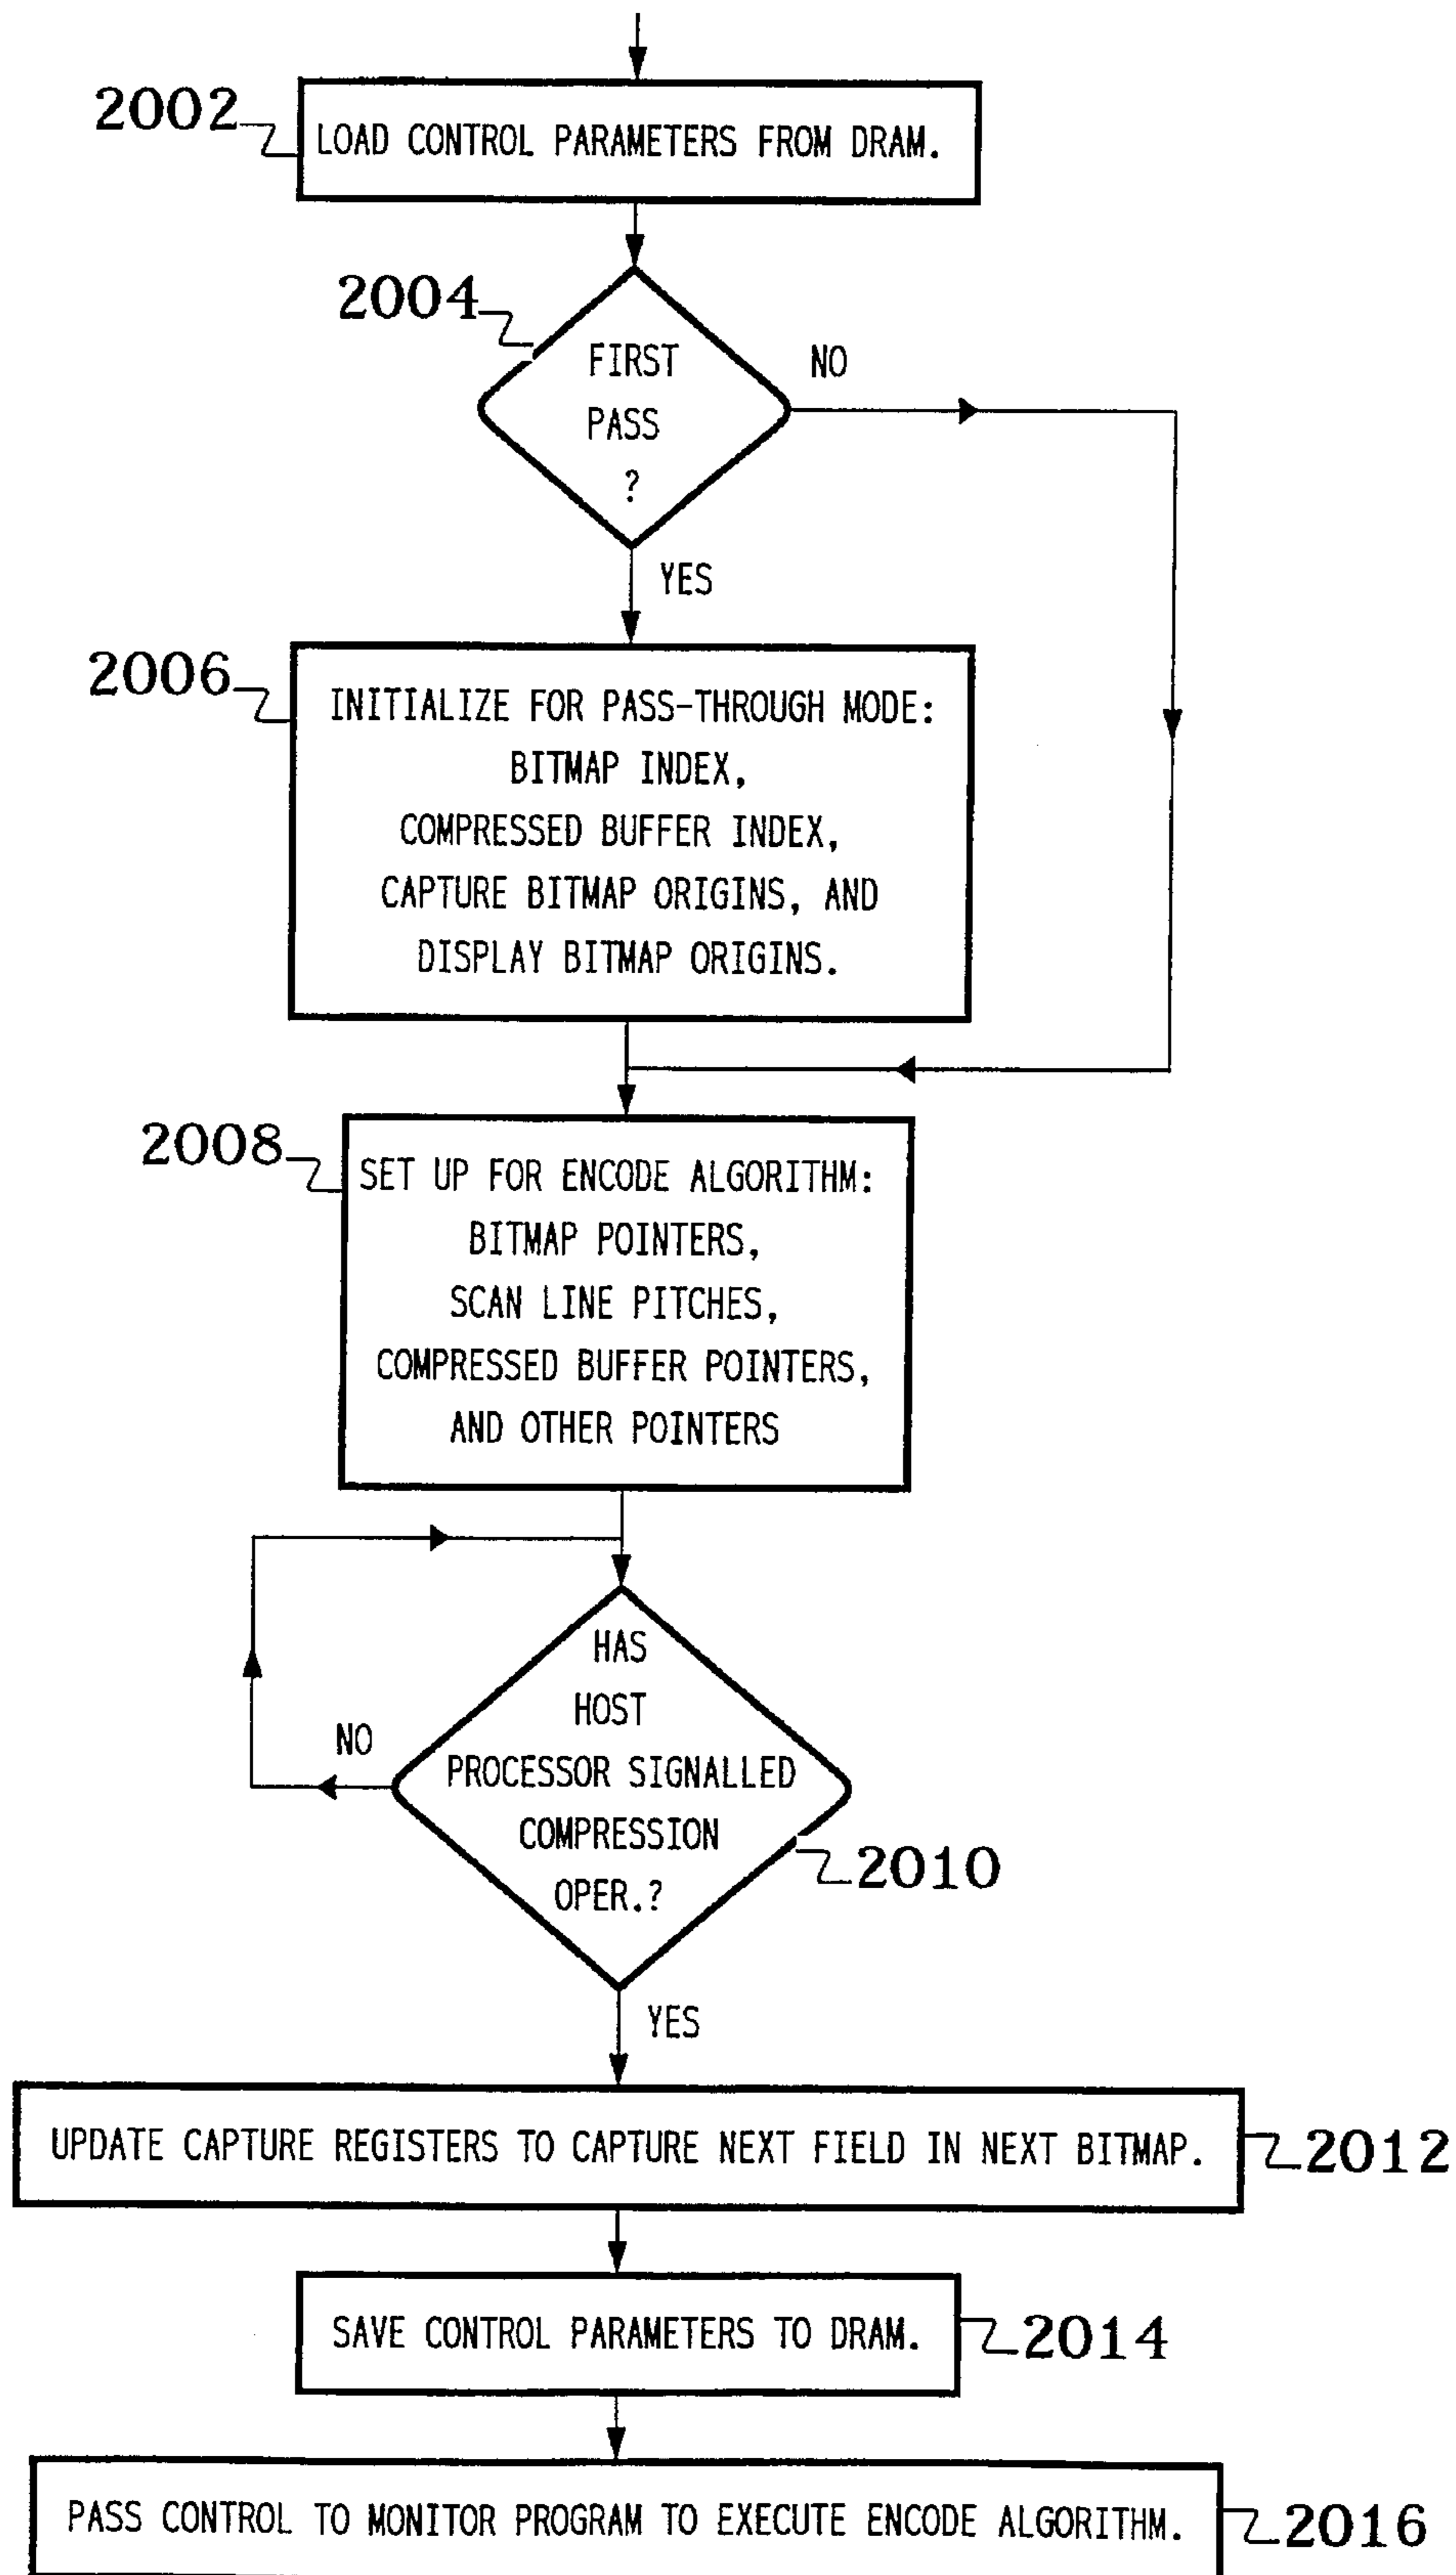 2002
LOAD CONTROL PARAMETERS FROM DRAM.
2004
FIRST
PASS
?
NO
YES
2006
INITIALIZE FOR PASS-THROUGH MODE:
BITMAP INDEX,
COMPRESSED BUFFER INDEX,
CAPTURE BITMAP ORIGINS, AND
DISPLAY BITMAP ORIGINS.
2008
SET UP FOR ENCODE ALGORITHM:
BITMAP POINTERS,
SCAN LINE PITCHES,
COMPRESSED BUFFER POINTERS,
AND OTHER POINTERS
HAS
HOST
PROCESSOR SIGNALLED
COMPRESSION
OPER.?
NO
2010
YES
UPDATE CAPTURE REGISTERS TO CAPTURE NEXT FIELD IN NEXT BITMAP.
2012
SAVE CONTROL PARAMETERS TO DRAM.
2014
PASS CONTROL TO MONITOR PROGRAM TO EXECUTE ENCODE ALGORITHM.
2016